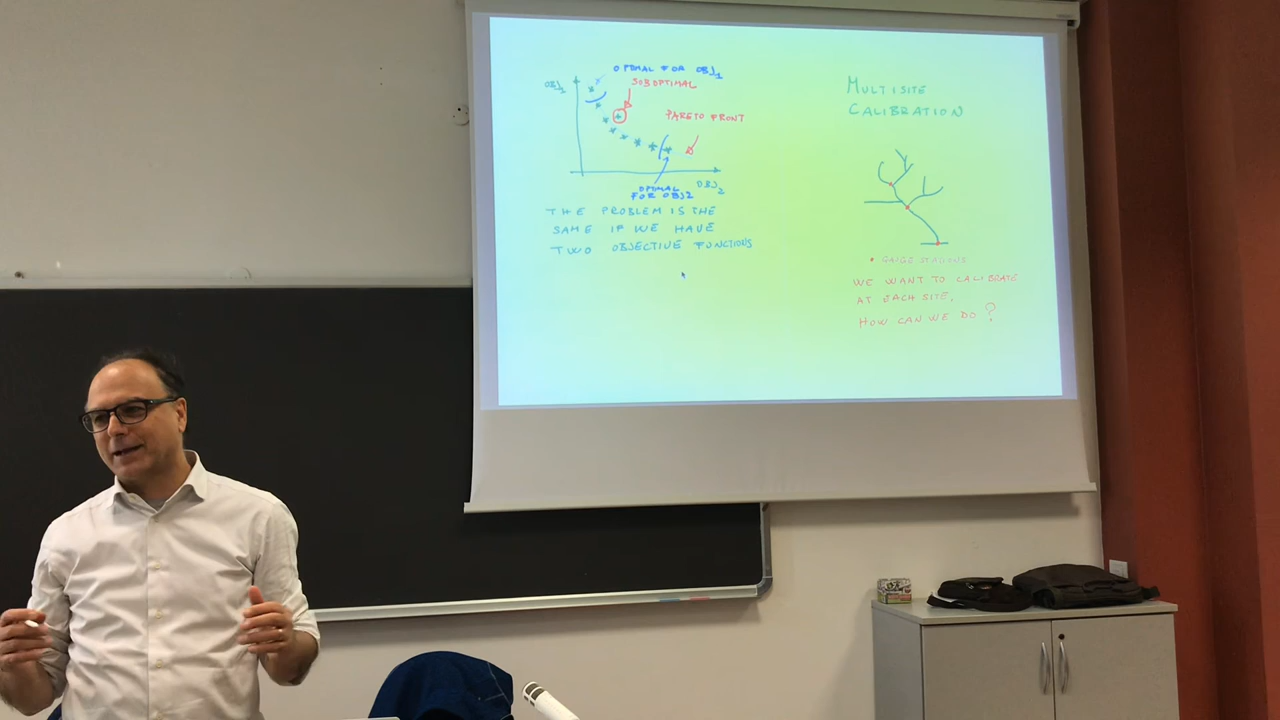 OPTIMAL FOR OBJ1
OBJ1
SUBOPTIMAL
PARETO FRONT
OBJ2
OPTIMAL
FOR OBJ2
THE PROBLEM IS THE
SAME IF WE HAVE
TWO OBJECTIVE FUNCTIONS
MULTISITE
CALIBRATION
• GAUGE STATIONS
WE WANT TO CALIBRATE
AT EACH SITE,
HOW CAN WE DO ?